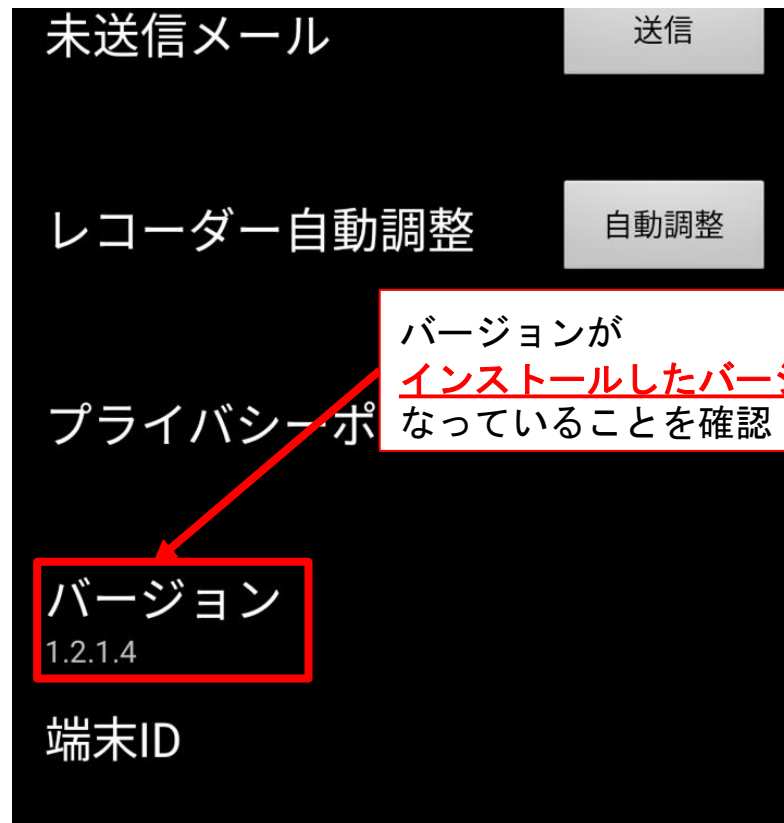 未送信メール
送信
レコーダー自動調整
自動調整
バージョンが
インストールしたバー
なっていることを確認
プライバシーポ
バージョン
1.2.1.4
端末ID